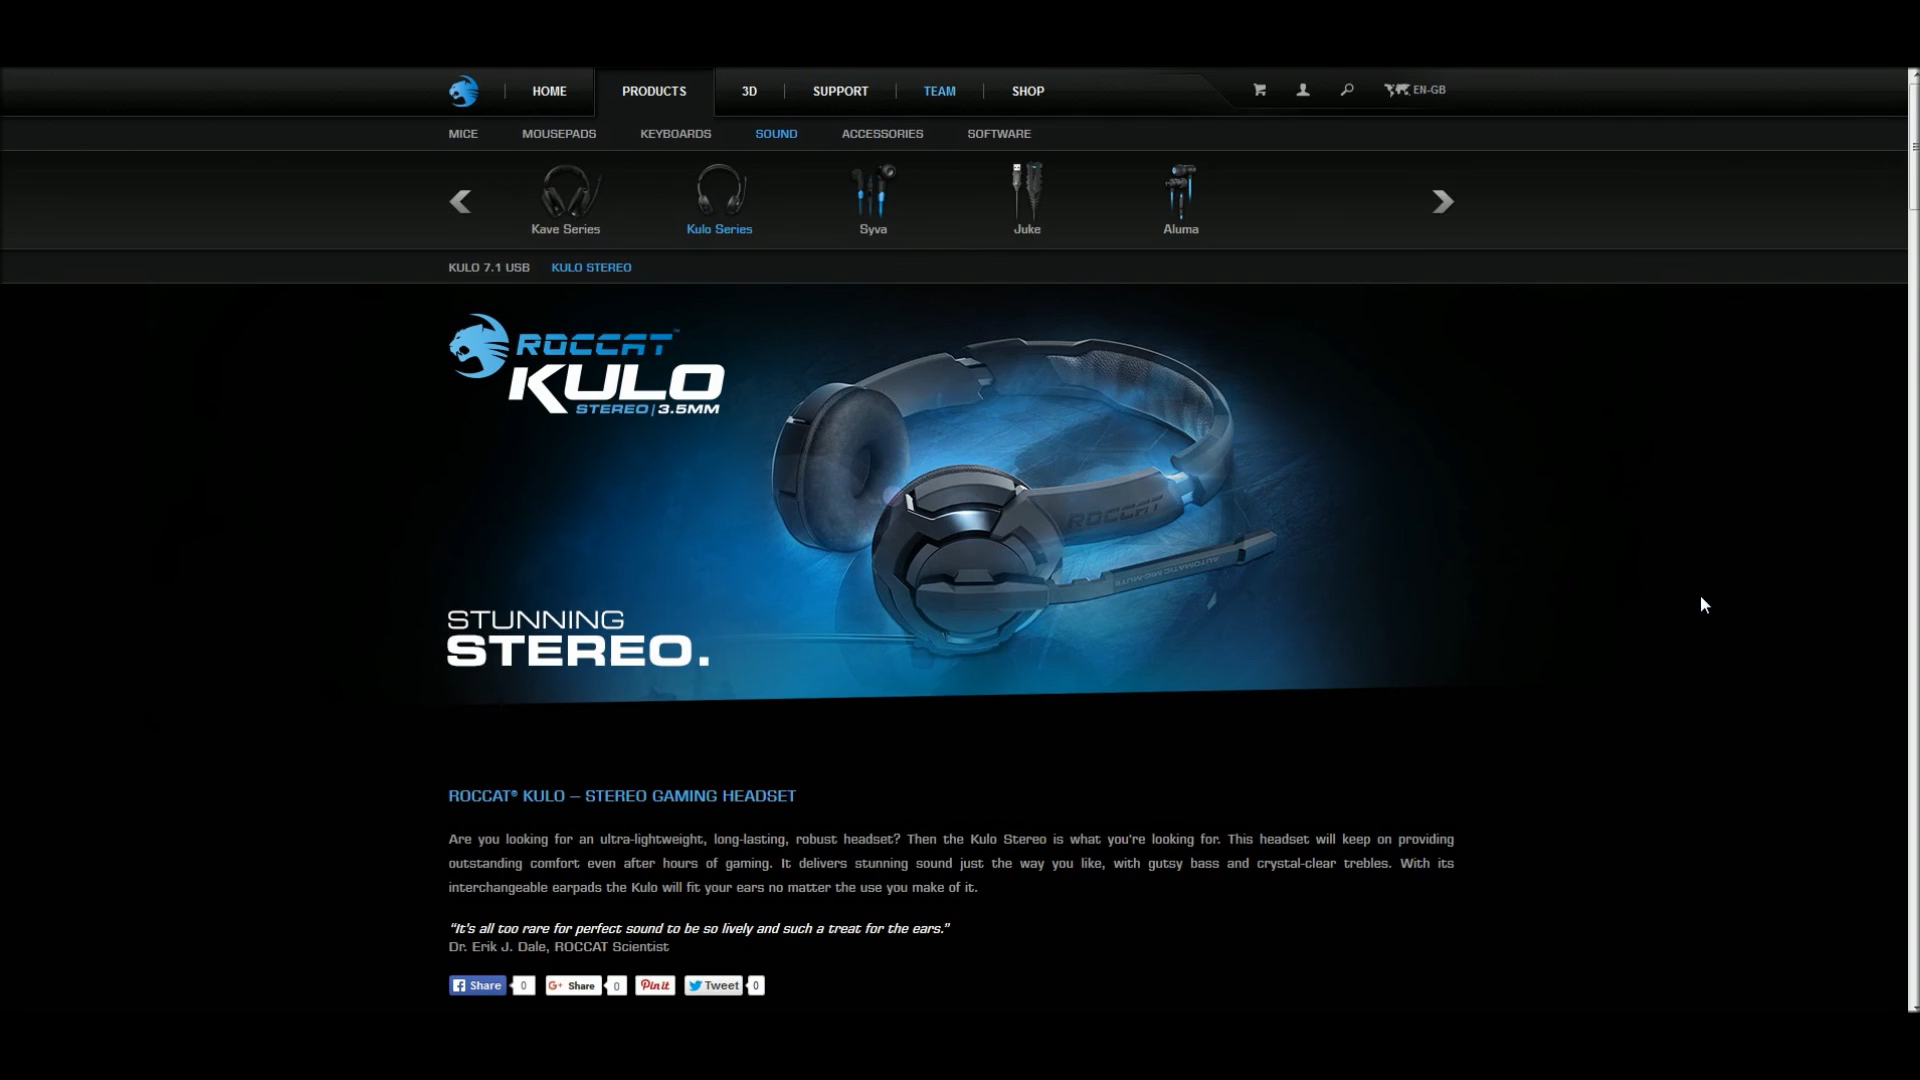 HOME PRODUCTS 3D SUPPORT TEAM SHOP EN-GB
MICE MOUSEPADS KEYBOARDS SOUND ACCESSORIES SOFTWARE
Kave Series Kulo Series Syva Juke Aluma
KULO 7.1 USB KULO STEREO
ROCCAT™
KULO
STEREO|3.5MM
ROCCAT
AUTOMATIC MIC-MUTE
STUNNING
STEREO.
ROCCAT® KULO – STEREO GAMING HEADSET
Are you looking for an ultra-lightweight, long-lasting, robust headset? Then the Kulo Stereo is what you're looking for. This headset will keep on providing
outstanding comfort even after hours of gaming. It delivers stunning sound just the way you like, with gutsy bass and crystal-clear trebles. With its
interchangeable earpads the Kulo will fit your ears no matter the use you make of it.
"It's all too rare for perfect sound to be so lively and such a treat for the ears."
Dr. Erik J. Dale, ROCCAT Scientist
Share 0 G+ Share 0 Pinit Tweet 0